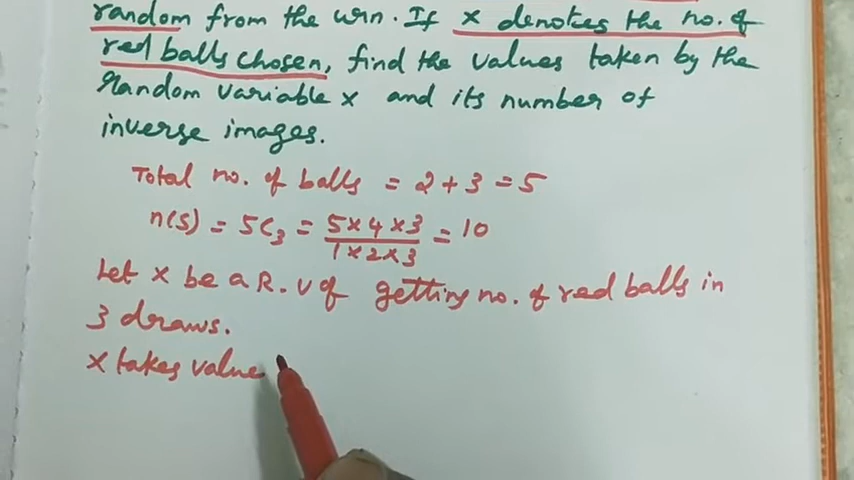 random from the urn. If x denotes the no. of
red balls chosen, find the values taken by the
random variable x and its number of
inverse images.
Total no. of balls = 2 + 3 = 5
n(S) = 5C₃ = 5×4×3 / 1×2×3 = 10
Let x be a R.V of getting no. of red balls in
3 draws.
x takes value